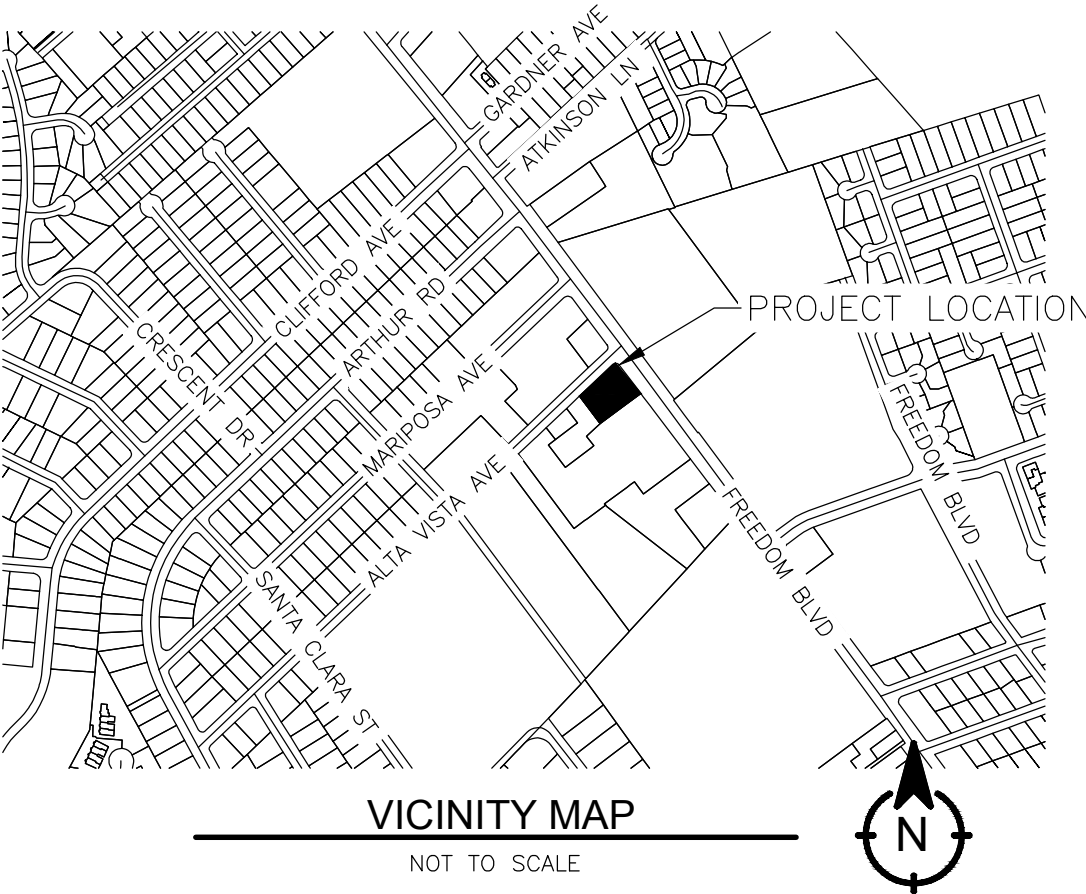 GARDNER AVE
ATKINSON LN
CLIFFORD AVE
PROJECT LOCATION
CRESCENT DR
ARTHUR RD
MARIPOSA AVE
FREEDOM BLVD
ALTA VISTA AVE
FREEDOM BLVD
SANTA CLARA ST
VICINITY MAP
NOT TO SCALE
N